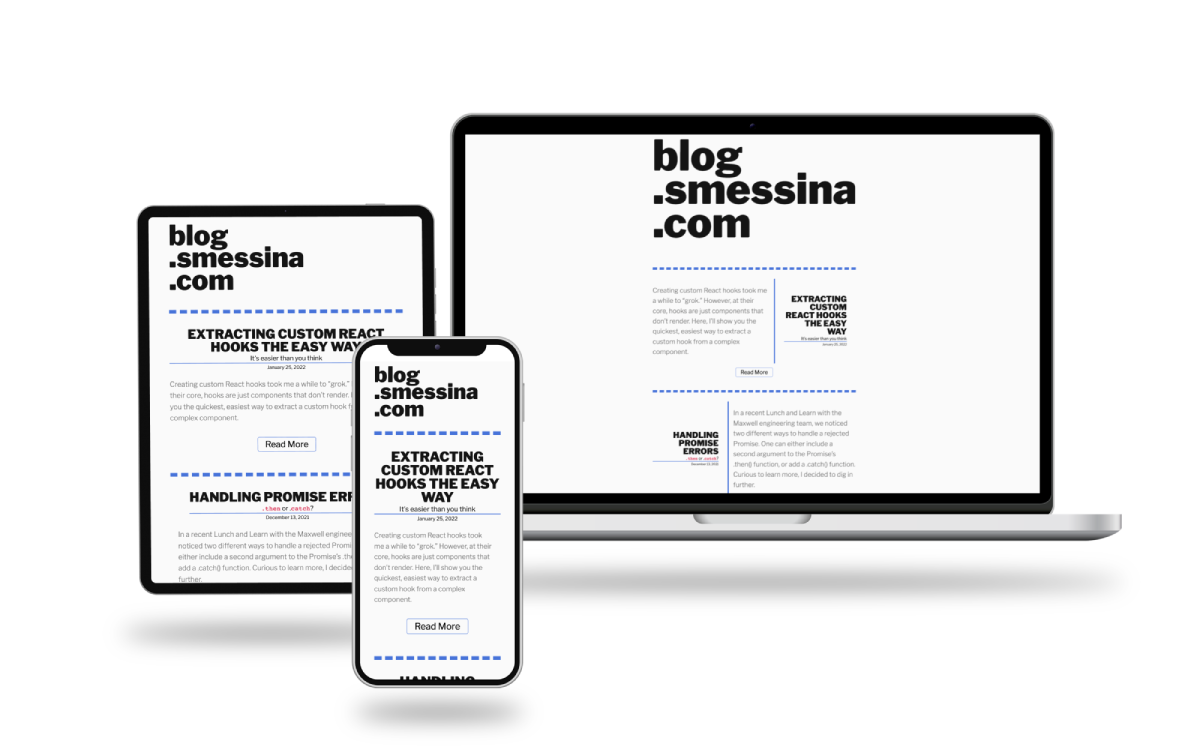 blog
.smessina
.com
EXTRACTING CUSTOM REACT
HOOKS THE EASY WAY
It's easier than you think
January 25, 2022
Creating custom React hooks took me a while to "grok."
their core, hooks are just components that don't render.
you the quickest, easiest way to extract a custom hook
complex component.
Read More
HANDLING PROMISE ERR
.then or .catch?
December 13, 2021
In a recent Lunch and Learn with the Maxwell enginee
noticed two different ways to handle a rejected Promi
either include a second argument to the Promise's .the
add a .catch() function. Curious to learn more, I decide
further.
blog
.smessina
.com
EXTRACTING
CUSTOM REACT
HOOKS THE EASY
WAY
It's easier than you think
January 25, 2022
Creating custom React hooks took
me a while to "grok." However, at their
core, hooks are just components that
don't render. Here, I'll show you the
quickest, easiest way to extract a
custom hook from a complex
component.
Read More
HANDLING
blog
.smessina
.com
Creating custom React hooks took me
a while to "grok." However, at their
core, hooks are just components that
don't render. Here, I'll show you the
quickest, easiest way to extract a
custom hook from a complex
component.
EXTRACTING
CUSTOM
REACT HOOKS
THE EASY
WAY
It's easier than you think
January 25, 2022
Read More
HANDLING
PROMISE
ERRORS
.then or .catch?
December 13, 2021
In a recent Lunch and Learn with the
Maxwell engineering team, we noticed
two different ways to handle a rejected
Promise. One can either include a
second argument to the Promise's
.then() function, or add a .catch() function.
Curious to learn more, I decided to dig in
further.